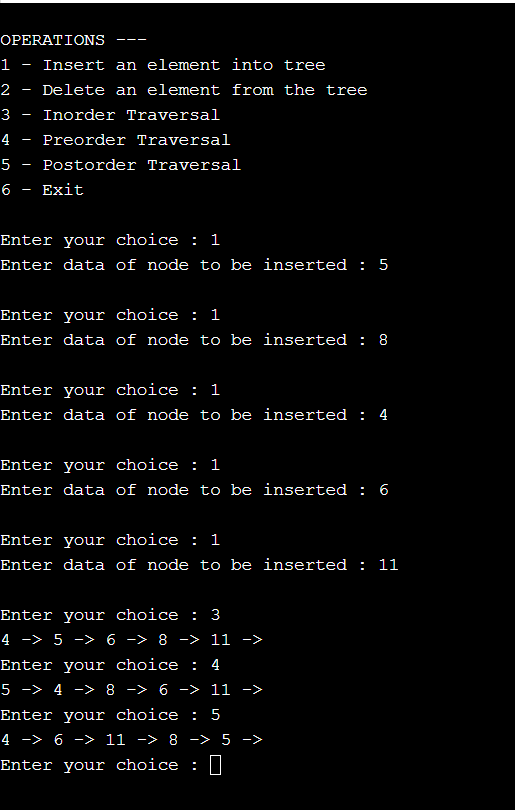 OPERATIONS ---
1 - Insert an element into tree
2 - Delete an element from the tree
3 - Inorder Traversal
4 - Preorder Traversal
5 - Postorder Traversal
6 - Exit
Enter your choice : 1
Enter data of node to be inserted : 5
Enter your choice : 1
Enter data of node to be inserted : 8
Enter your choice : 1
Enter data of node to be inserted : 4
Enter your choice : 1
Enter data of node to be inserted : 6
Enter your choice : 1
Enter data of node to be inserted : 11
Enter your choice : 3
4 -> 5 -> 6 -> 8 -> 11 ->
Enter your choice : 4
5 -> 4 -> 8 -> 6 -> 11 ->
Enter your choice : 5
4 -> 6 -> 11 -> 8 -> 5 ->
Enter your choice :